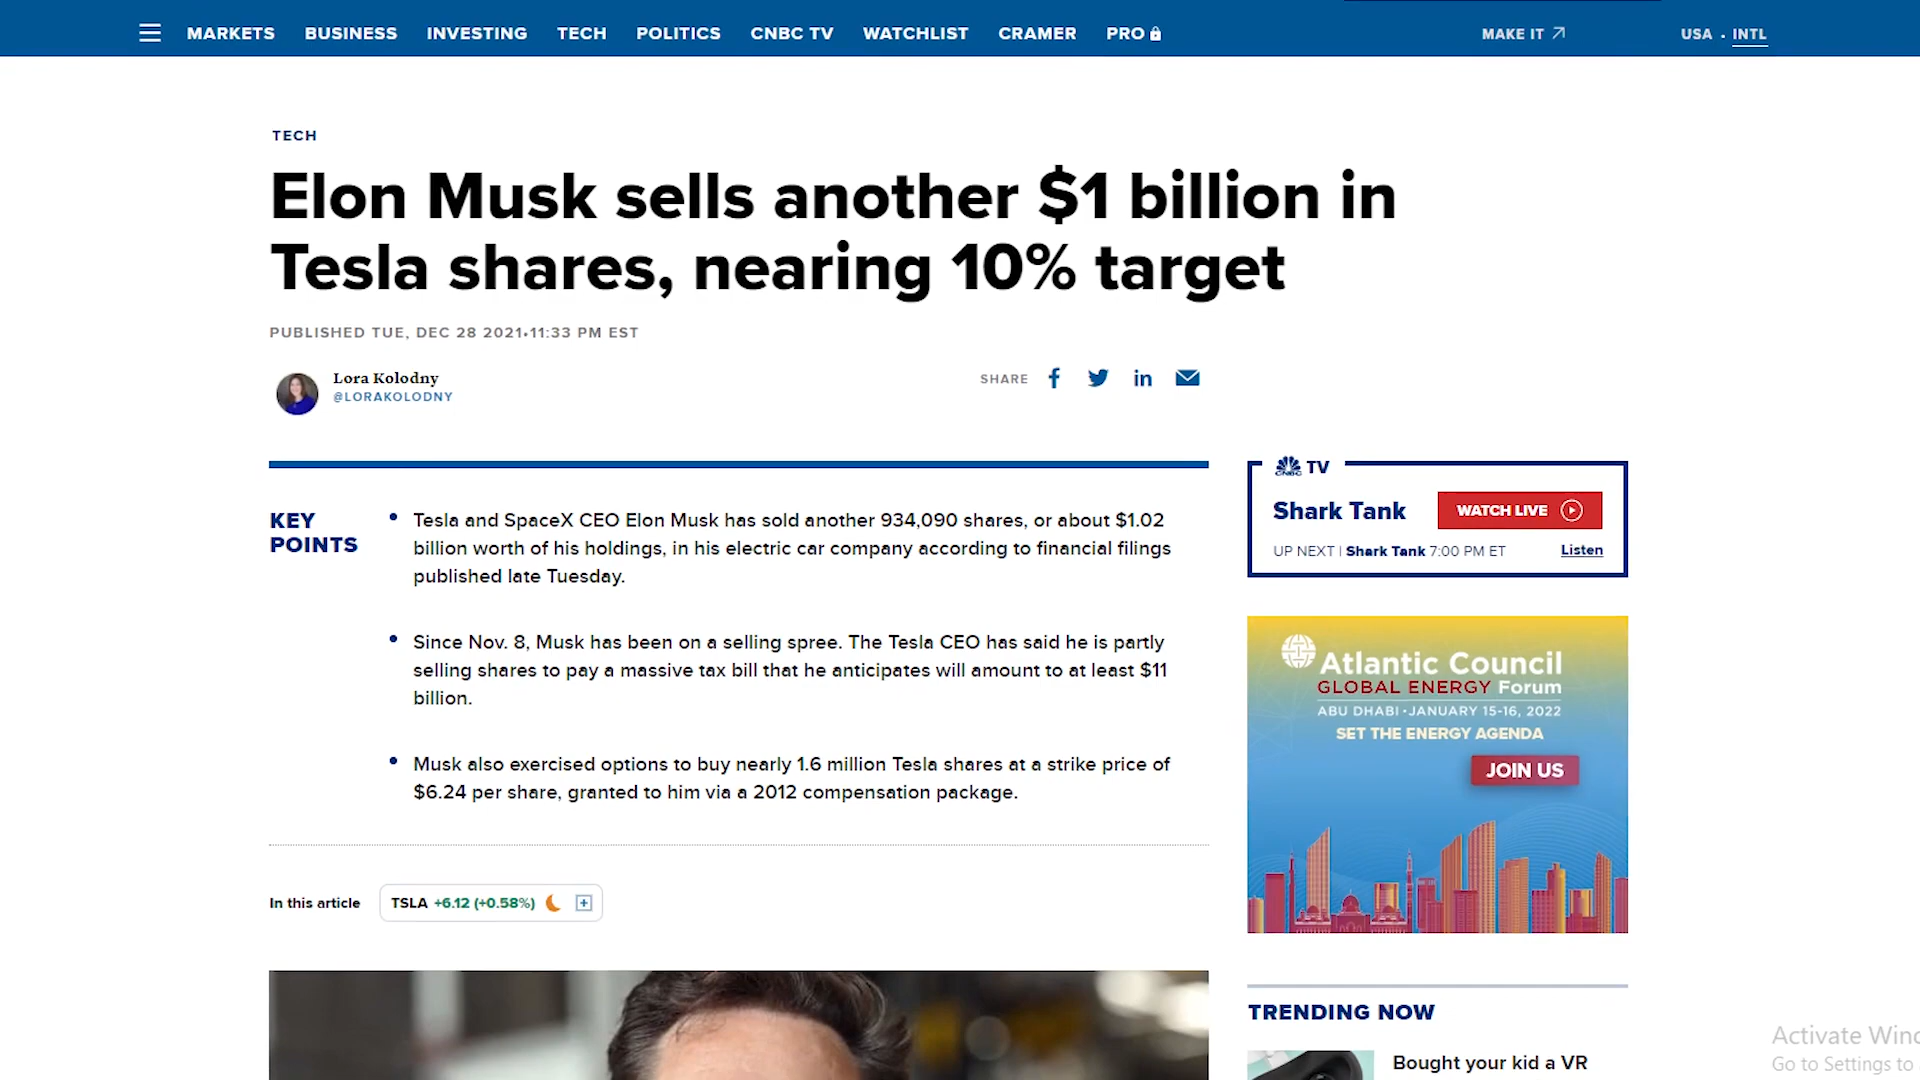 MARKETS BUSINESS INVESTING TECH POLITICS CNBC TV WATCHLIST CRAMER PRO MAKE IT USA • INTL
TECH
Elon Musk sells another $1 billion in
Tesla shares, nearing 10% target
PUBLISHED TUE, DEC 28 2021•11:33 PM EST
Lora Kolodny
@LORAKOLODNY
SHARE
KEY
POINTS
• Tesla and SpaceX CEO Elon Musk has sold another 934,090 shares, or about $1.02
billion worth of his holdings, in his electric car company according to financial filings
published late Tuesday.
• Since Nov. 8, Musk has been on a selling spree. The Tesla CEO has said he is partly
selling shares to pay a massive tax bill that he anticipates will amount to at least $11
billion.
• Musk also exercised options to buy nearly 1.6 million Tesla shares at a strike price of
$6.24 per share, granted to him via a 2012 compensation package.
In this article TSLA +6.12 (+0.58%)
CNBC TV
Shark Tank WATCH LIVE
UP NEXT | Shark Tank 7:00 PM ET Listen
Atlantic Council
GLOBAL ENERGY Forum
ABU DHABI • JANUARY 15-16, 2022
SET THE ENERGY AGENDA
JOIN US
TRENDING NOW
Bought your kid a VR
Activate Wind
Go to Settings to